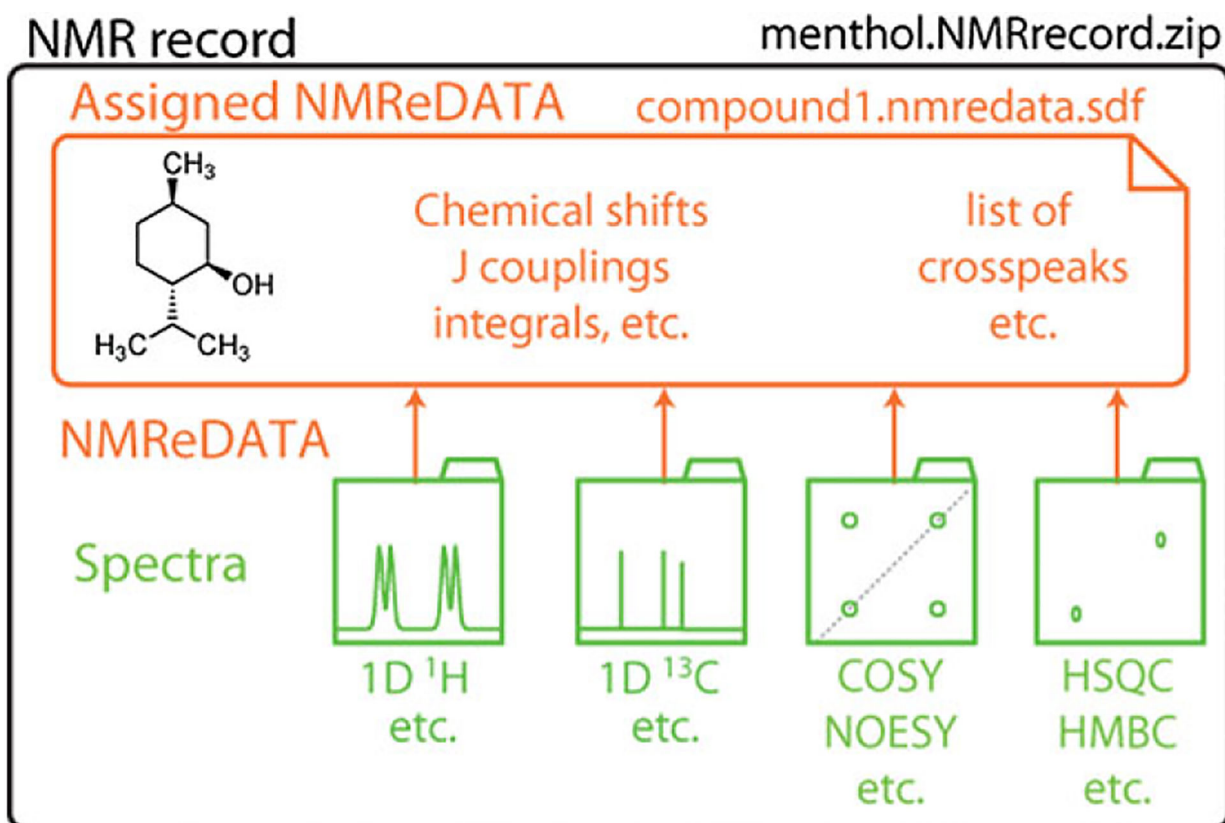 NMR record
menthol.NMRrecord.zip
Assigned NMReDATA
compound1.nmredata.sdf
CH₃
OH
H₃C
CH₃
Chemical shifts
J couplings
integrals, etc.
list of
crosspeaks
etc.
NMReDATA
Spectra
1D ¹H
etc.
1D ¹³C
etc.
COSY
NOESY
etc.
HSQC
HMBC
etc.